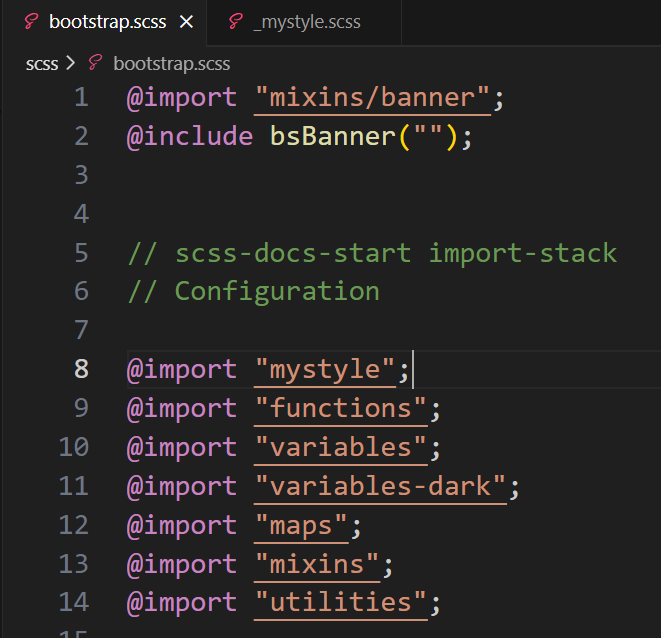 bootstrap.scss
_mystyle.scss
scss > bootstrap.scss
1 @import "mixins/banner";
2 @include bsBanner("");
3
4
5 // scss-docs-start import-stack
6 // Configuration
7
8 @import "mystyle";
9 @import "functions";
10 @import "variables";
11 @import "variables-dark";
12 @import "maps";
13 @import "mixins";
14 @import "utilities";
15